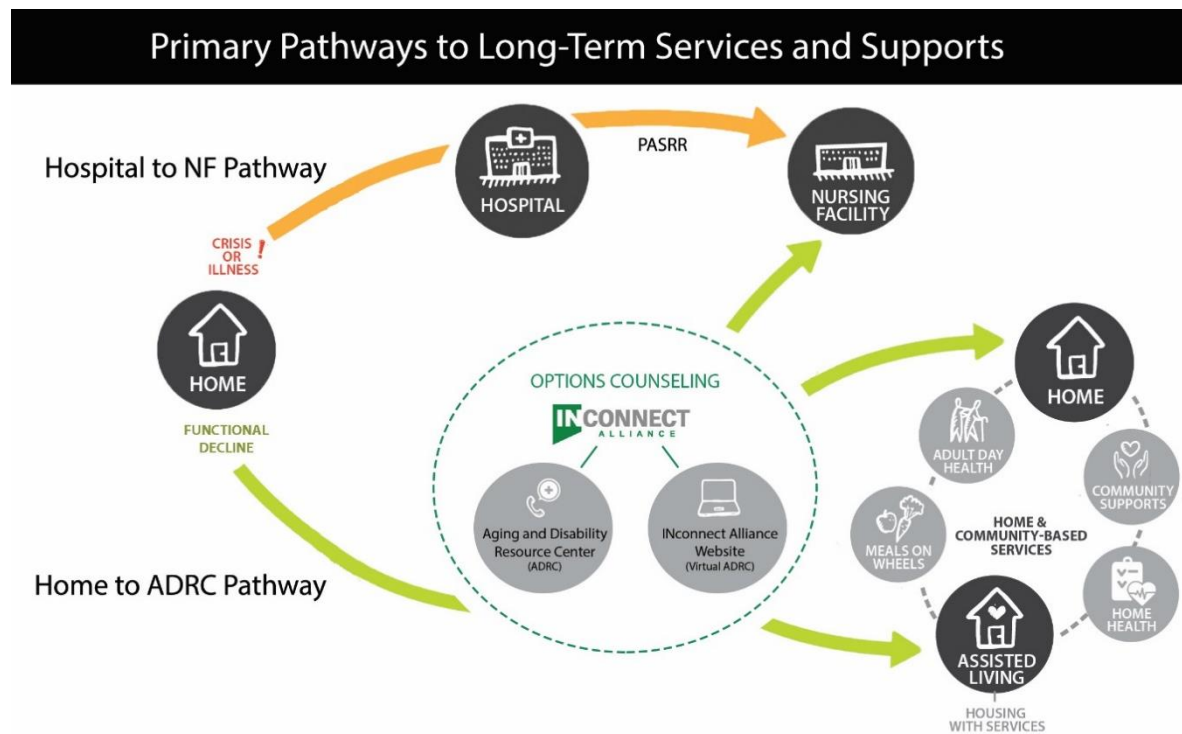 Primary Pathways to Long-Term Services and Supports
Hospital to NF Pathway
HOSPITAL
PASRR
NURSING
FACILITY
CRISIS
OR
ILLNESS
!
HOME
FUNCTIONAL
DECLINE
Home to ADRC Pathway
OPTIONS COUNSELING
INCONNECT
ALLIANCE
Aging and Disability
Resource Center
(ADRC)
INconnect Alliance
Website
(Virtual ADRC)
HOME
ADULT DAY
HEALTH
COMMUNITY
SUPPORTS
HOME &
COMMUNITY-BASED
SERVICES
MEALS ON
WHEELS
HOME
HEALTH
ASSISTED
LIVING
HOUSING
WITH SERVICES